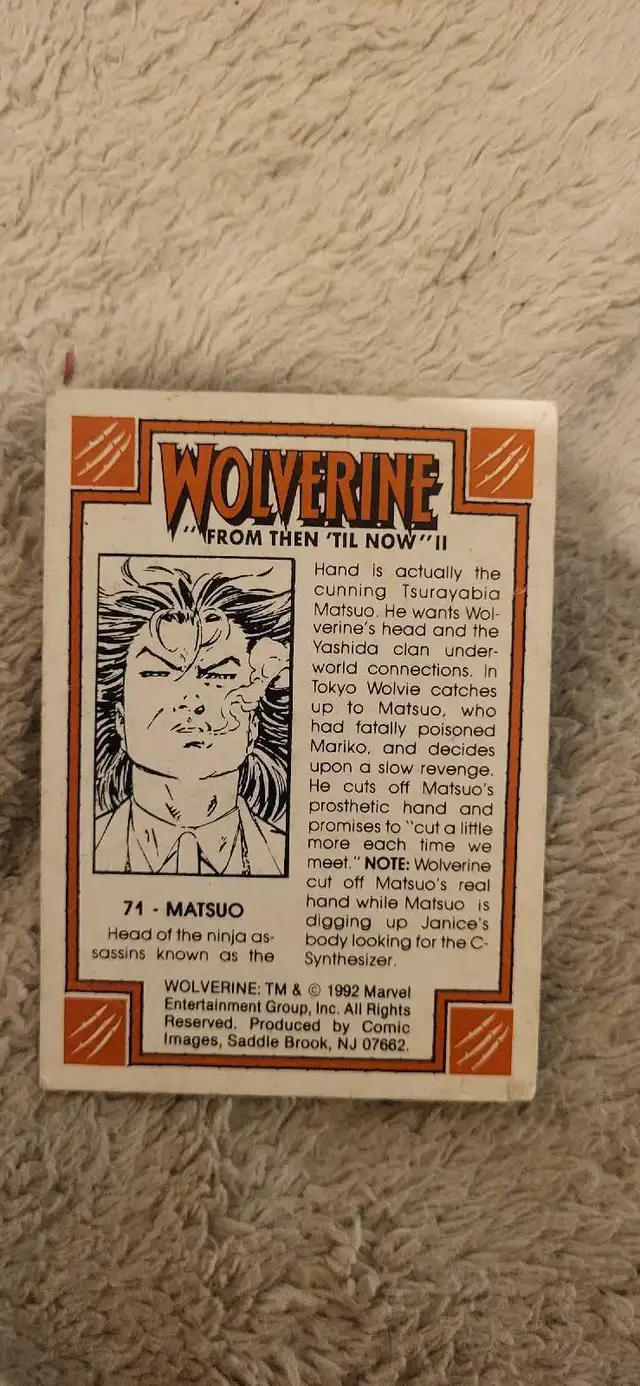 WOLVERINE
"FROM THEN 'TIL NOW" II
71 - MATSUO
Head of the ninja as-
sassins known as the
Hand is actually the
cunning Tsurayabia
Matsuo. He wants Wol-
verine's head and the
Yashida clan under-
world connections. In
Tokyo Wolvie catches
up to Matsuo, who
had fatally poisoned
Mariko, and decides
upon a slow revenge.
He cuts off Matsuo's
prosthetic hand and
promises to "cut a little
more each time we
meet." NOTE: Wolverine
cut off Matsuo's real
hand while Matsuo is
digging up Janice's
body looking for the C-
Synthesizer.
WOLVERINE: TM & © 1992 Marvel
Entertainment Group, Inc. All Rights
Reserved. Produced by Comic
Images, Saddle Brook, NJ 07662.